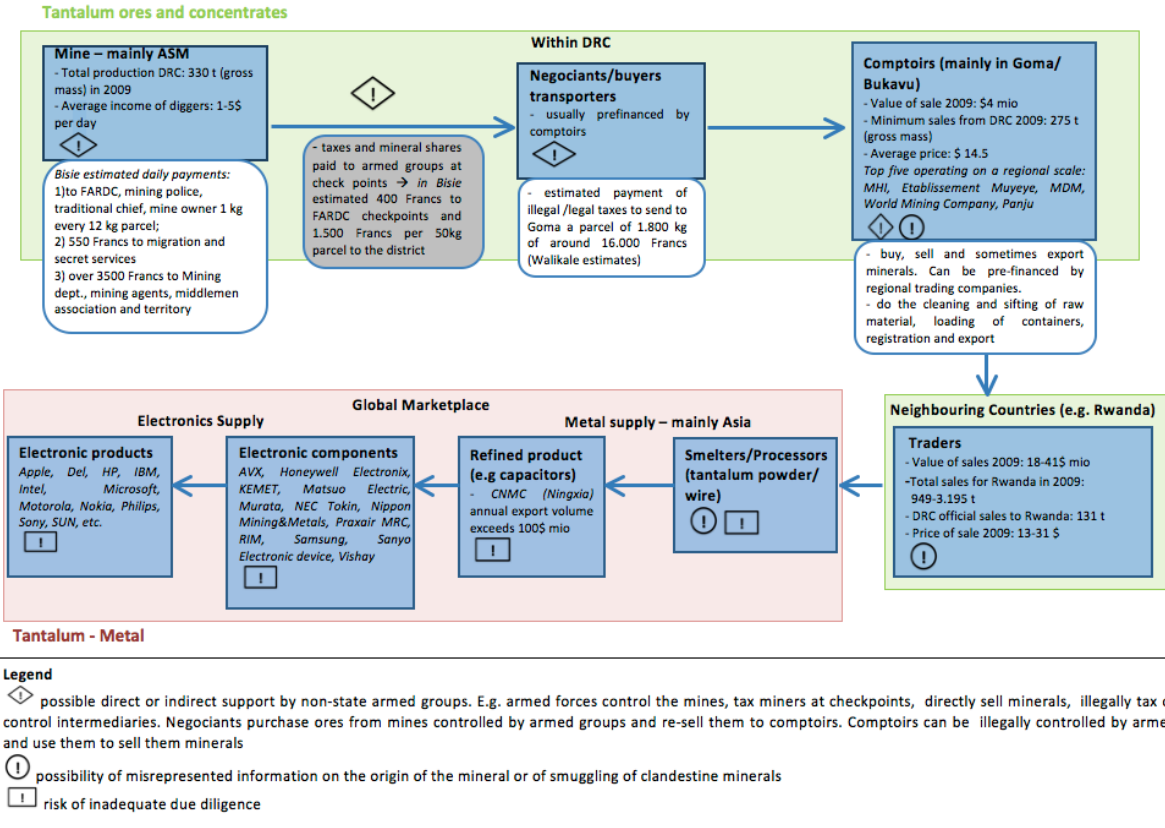 Tantalum ores and concentrates
Within DRC
Mine – mainly ASM
- Total production DRC: 330 t (gross
mass) in 2009
- Average income of diggers: 1-5$
per day
!
Bisie estimated daily payments:
1)to FARDC, mining police,
traditional chief, mine owner 1 kg
every 12 kg parcel;
2) 550 Francs to migration and
secret services
3) over 3500 Francs to Mining
dept., mining agents, middlemen
association and territory
!
- taxes and mineral shares
paid to armed groups at
check points → in Bisie
estimated 400 Francs to
FARDC checkpoints and
1.500 Francs per 50kg
parcel to the district
Negociants/buyers
transporters
- usually prefinanced by
comptoirs
!
- estimated payment of
illegal /legal taxes to send to
Goma a parcel of 1.800 kg
of around 16.000 Francs
(Walikale estimates)
Comptoirs (mainly in Goma/
Bukavu)
- Value of sale 2009: $4 mio
- Minimum sales from DRC 2009: 275 t
(gross mass)
- Average price: $ 14.5
Top five operating on a regional scale:
MHI, Etablissement Muyeye, MDM,
World Mining Company, Panju
! !
- buy, sell and sometimes export
minerals. Can be pre-financed by
regional trading companies.
- do the cleaning and sifting of raw
material, loading of containers,
registration and export
Neighbouring Countries (e.g. Rwanda)
Traders
- Value of sales 2009: 18-41$ mio
-Total sales for Rwanda in 2009:
949-3.195 t
- DRC official sales to Rwanda: 131 t
- Price of sale 2009: 13-31 $
!
Global Marketplace
Electronics Supply
Metal supply – mainly Asia
Electronic products
Apple, Del, HP, IBM,
Intel, Microsoft,
Motorola, Nokia, Philips,
Sony, SUN, etc.
!
Electronic components
AVX, Honeywell Electronix,
KEMET, Matsuo Electric,
Murata, NEC Tokin, Nippon
Mining&Metals, Praxair MRC,
RIM, Samsung, Sanyo
Electronic device, Vishay
!
Refined product
(e.g capacitors)
- CNMC (Ningxia)
annual export volume
exceeds 100$ mio
!
Smelters/Processors
(tantalum powder/
wire)
! !
Tantalum - Metal
Legend
! possible direct or indirect support by non-state armed groups. E.g. armed forces control the mines, tax miners at checkpoints, directly sell minerals, illegally tax
control intermediaries. Negociants purchase ores from mines controlled by armed groups and re-sell them to comptoirs. Comptoirs can be illegally controlled by
and use them to sell them minerals
! possibility of misrepresented information on the origin of the mineral or of smuggling of clandestine minerals
! risk of inadequate due diligence